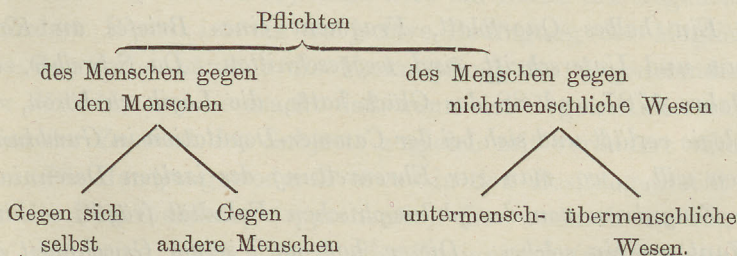 Pflichten
des Menschen gegen
den Menschen
des Menschen gegen
nichtmenschliche Wesen
Gegen sich
selbst
Gegen
andere Menschen
untermensch-
übermenschliche
Wesen.